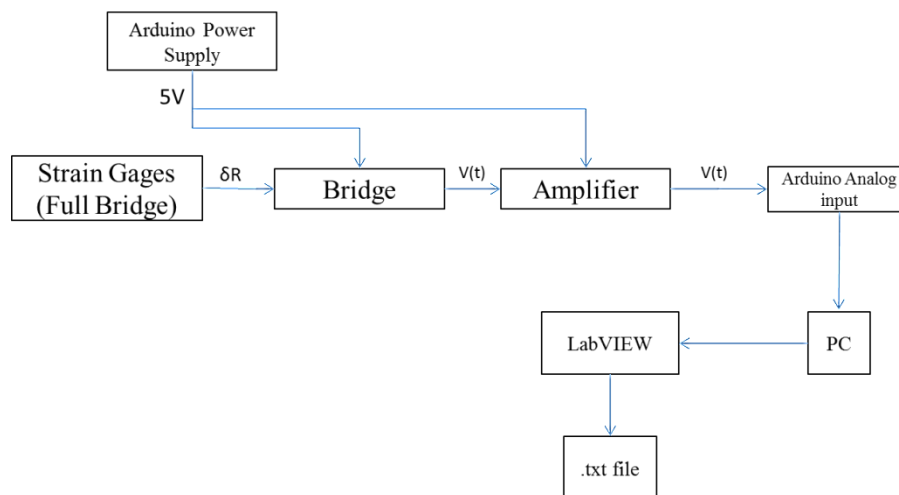 Arduino Power
Supply
5V
Strain Gages
(Full Bridge)
δR
Bridge
V(t)
Amplifier
V(t)
Arduino Analog
input
LabVIEW
PC
.txt file